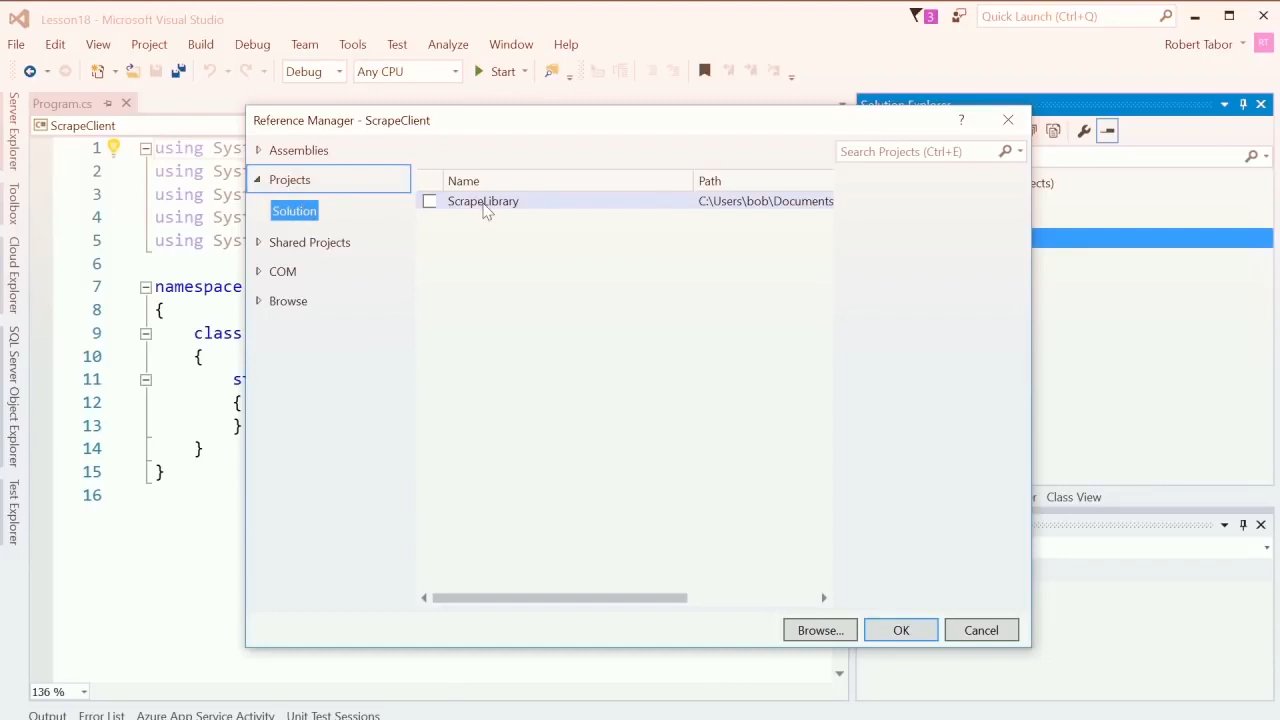 Lesson18 - Microsoft Visual Studio
3
Quick Launch (Ctrl+Q)
File Edit View Project Build Debug Team Tools Test Analyze Window Help
Robert Tabor RT
Debug Any CPU Start
Server Explorer
Toolbox
Cloud Explorer
SQL Server Object Explorer
Test Explorer
Program.cs
ScrapeClient
1 using Sys
2 using Sys
3 using Sys
4 using Sys
5 using Sys
6
7 namespace
8 {
9 class
10 {
11 st
12 {
13 }
14 }
15 }
16
136 %
Reference Manager - ScrapeClient
?
Assemblies
Projects
Solution
Shared Projects
COM
Browse
Search Projects (Ctrl+E)
Name Path
ScrapeLibrary C:\Users\bob\Documents
Browse... OK Cancel
Solution Explorer
ects)
r Class View
Output Error List Azure App Service Activity Unit Test Sessions